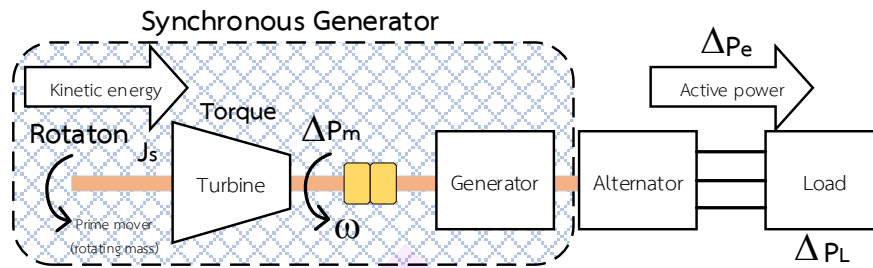 Synchronous Generator
Kinetic energy
Rotaton
Js
Torque
ΔPm
Turbine
ω
Prime mover
(rotating mass)
Generator
Alternator
ΔPe
Active power
Load
ΔPL